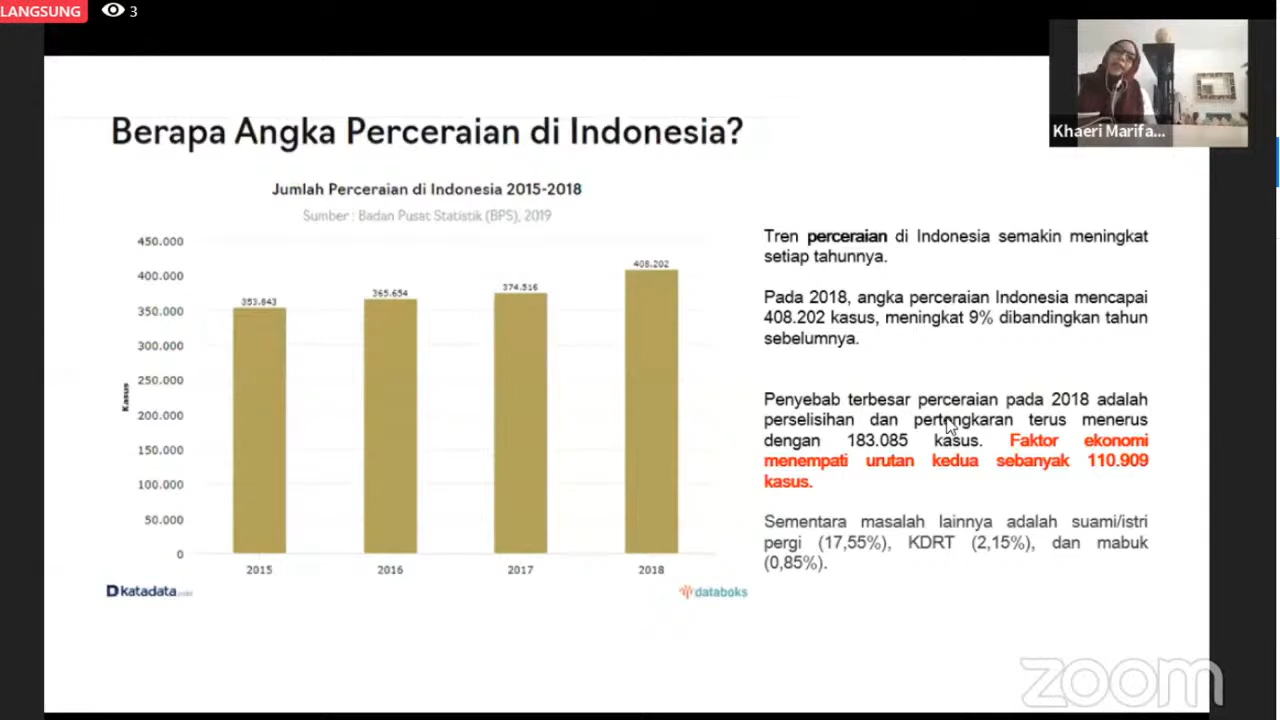 LANGSUNG
3
Khaeri Marifa...
Berapa Angka Perceraian di Indonesia?
Jumlah Perceraian di Indonesia 2015-2018
Sumber : Badan Pusat Statistik (BPS), 2019
450.000
400.000
350.000
300.000
250.000
200.000
150.000
100.000
50.000
0
Kasus
353.843
365.654
374.516
408.202
2015
2016
2017
2018
Dkatadata
databoks
Tren perceraian di Indonesia semakin meningkat
setiap tahunnya.
Pada 2018, angka perceraian Indonesia mencapai
408.202 kasus, meningkat 9% dibandingkan tahun
sebelumnya.
Penyebab terbesar perceraian pada 2018 adalah
perselisihan dan pertengkaran terus menerus
dengan 183.085 kasus. Faktor ekonomi
menempati urutan kedua sebanyak 110.909
kasus.
Sementara masalah lainnya adalah suami/istri
pergi (17,55%), KDRT (2,15%), dan mabuk
(0,85%).
zoom